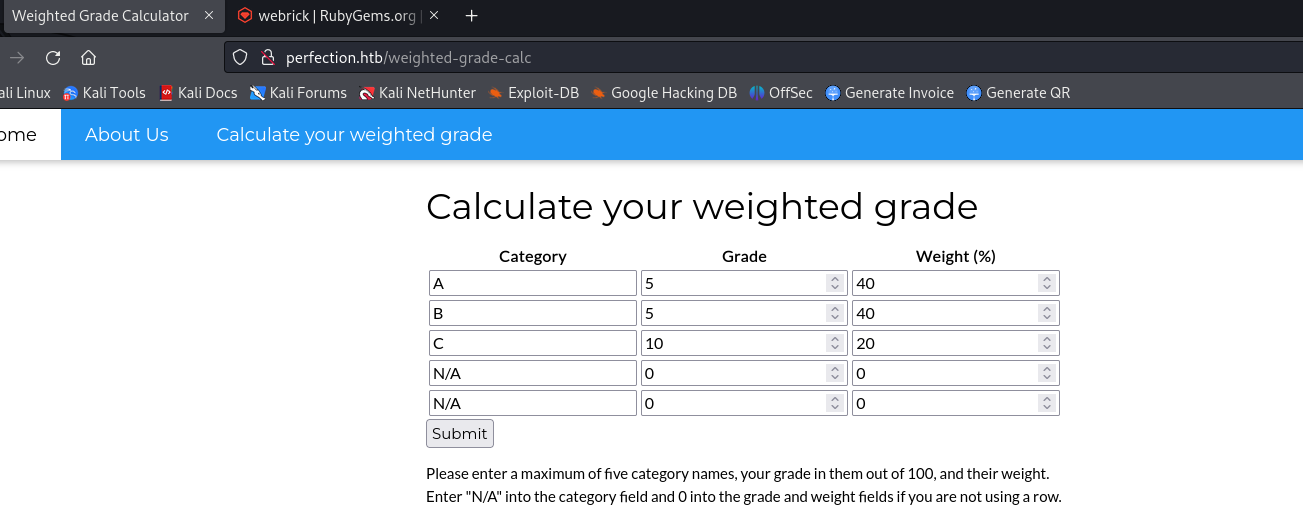 Weighted Grade Calculator × webrick | RubyGems.org | × +
perfection.htb/weighted-grade-calc
ali Linux Kali Tools Kali Docs Kali Forums Kali NetHunter Exploit-DB Google Hacking DB OffSec Generate Invoice Generate QR
ome About Us Calculate your weighted grade
Calculate your weighted grade
Category Grade Weight (%)
A 5 40
B 5 40
C 10 20
N/A 0 0
N/A 0 0
Submit
Please enter a maximum of five category names, your grade in them out of 100, and their weight.
Enter "N/A" into the category field and 0 into the grade and weight fields if you are not using a row.